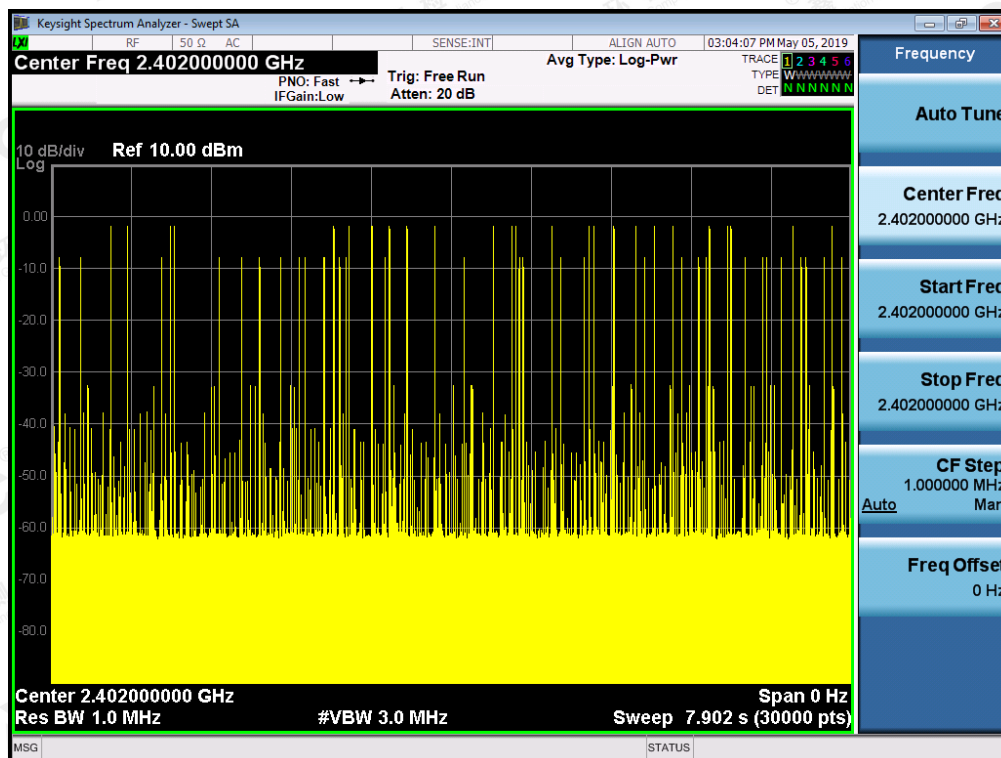 Keysight Spectrum Analyzer - Swept SA
LXI RF 50 Ω AC SENSE:INT ALIGN AUTO 03:04:07 PM May 05, 2019
Center Freq 2.402000000 GHz
PNO: Fast
IFGain:Low
Trig: Free Run
Atten: 20 dB
Avg Type: Log-Pwr
TRACE 1 2 3 4 5 6
TYPE WWWWWW
DET N N N N N N
10 dB/div Ref 10.00 dBm
Log
0.00
-10.0
-20.0
-30.0
-40.0
-50.0
-60.0
-70.0
-80.0
Center 2.402000000 GHz Span 0 Hz
Res BW 1.0 MHz #VBW 3.0 MHz Sweep 7.902 s (30000 pts)
MSG STATUS
Frequency
Auto Tune
Center Freq
2.402000000 GHz
Start Freq
2.402000000 GHz
Stop Freq
2.402000000 GHz
CF Step
1.000000 MHz
Auto Man
Freq Offset
0 Hz